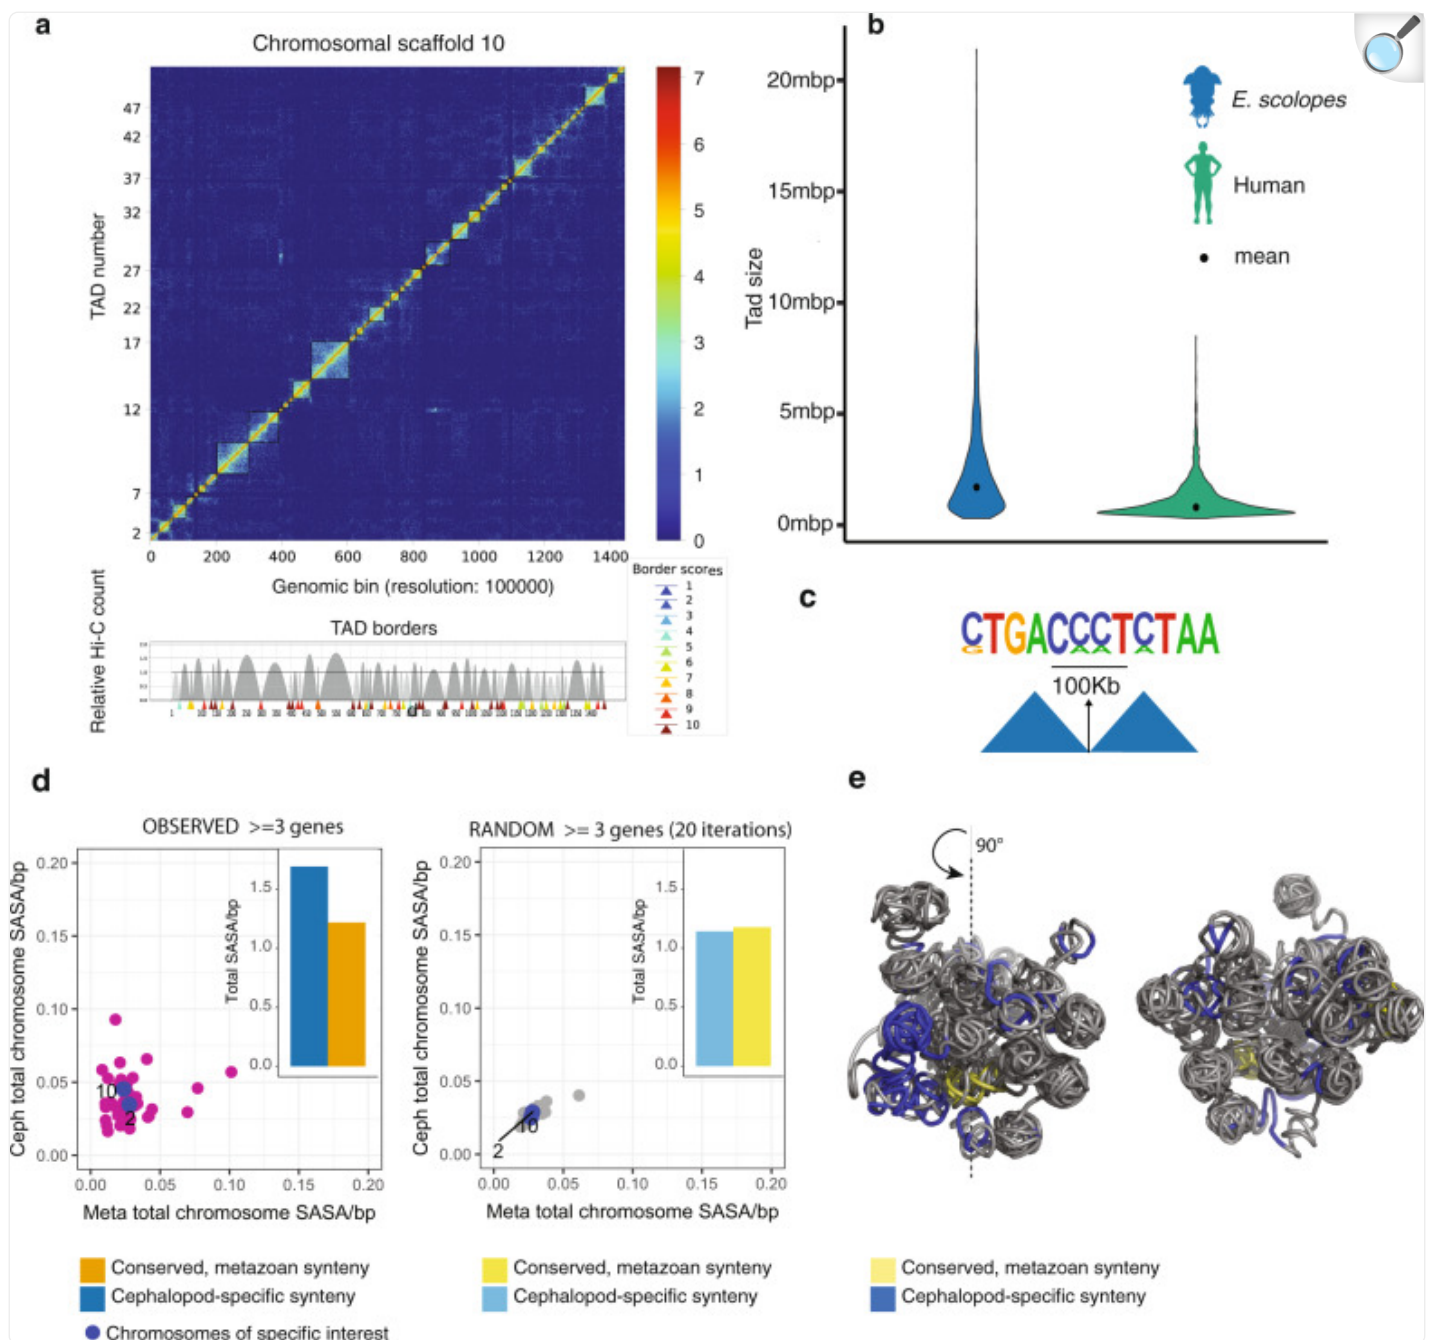 a
Chromosomal scaffold 10
TAD number
47
42
37
32
27
22
17
12
7
2
0 200 400 600 800 1000 1200 1400
Genomic bin (resolution: 100000)
7
6
5
4
3
2
1
0
Relative Hi-C count
TAD borders
Border scores
1
2
3
4
5
6
7
8
9
10
b
Tad size
20mbp
15mbp
10mbp
5mbp
0mbp
E. scolopes
Human
mean
c
CTGACCCTCTAA
100Kb
d
OBSERVED >=3 genes
Ceph total chromosome SASA/bp
0.20
0.15
0.10
0.05
0.00
10
2
Total SASA/bp
1.5
1.0
0.5
0.0
0.00 0.05 0.10 0.15 0.20
Meta total chromosome SASA/bp
RANDOM >= 3 genes (20 iterations)
Ceph total chromosome SASA/bp
0.20
0.15
0.10
0.05
0.00
10
2
Total SASA/bp
1.5
1.0
0.5
0.0
0.00 0.05 0.10 0.15 0.20
Meta total chromosome SASA/bp
e
90°
Conserved, metazoan synteny
Cephalopod-specific synteny
Chromosomes of specific interest
Conserved, metazoan synteny
Cephalopod-specific synteny
Conserved, metazoan synteny
Cephalopod-specific synteny